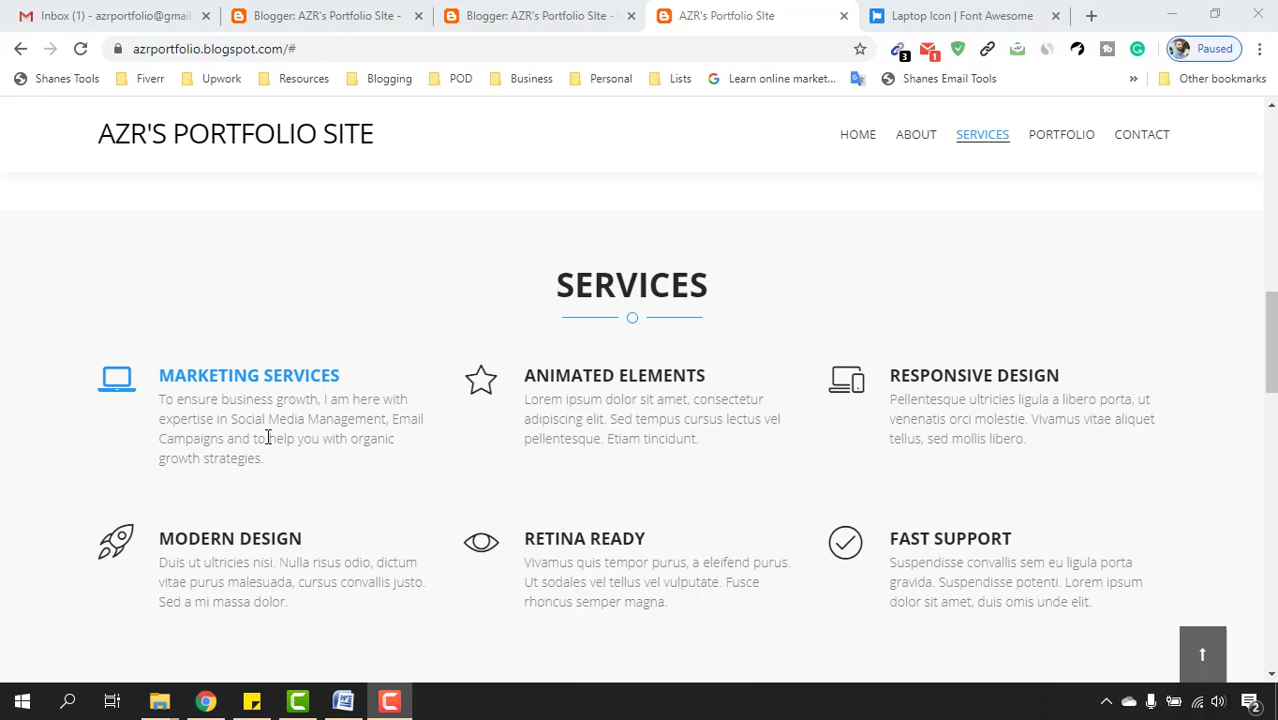 Inbox (1) - azrportfolio@gmail
Blogger: AZR's Portfolio SIte -
Blogger: AZR's Portfolio SIte -
AZR'S Portfolio SIte
Laptop Icon | Font Awesome
azrportfolio.blogspot.com/#
3
1
Paused
Shanes Tools
Fiverr
Upwork
Resources
Blogging
POD
Business
Personal
Lists
Learn online market...
Shanes Email Tools
Other bookmarks
AZR'S PORTFOLIO SITE
HOME
ABOUT
SERVICES
PORTFOLIO
CONTACT
SERVICES
MARKETING SERVICES
To ensure business growth, I am here with
expertise in Social Media Management, Email
Campaigns and to help you with organic
growth strategies.
ANIMATED ELEMENTS
Lorem ipsum dolor sit amet, consectetur
adipiscing elit. Sed tempus cursus lectus vel
pellentesque. Etiam tincidunt.
RESPONSIVE DESIGN
Pellentesque ultricies ligula a libero porta, ut
venenatis orci molestie. Vivamus vitae aliquet
tellus, sed mollis libero.
MODERN DESIGN
Duis ut ultricies nisi. Nulla risus odio, dictum
vitae purus malesuada, cursus convallis justo.
Sed a mi massa dolor.
RETINA READY
Vivamus quis tempor purus, a eleifend purus.
Ut sodales vel tellus vel vulputate. Fusce
rhoncus semper magna.
FAST SUPPORT
Suspendisse convallis sem eu ligula porta
gravida. Suspendisse potenti. Lorem ipsum
dolor sit amet, duis omis unde elit.
2